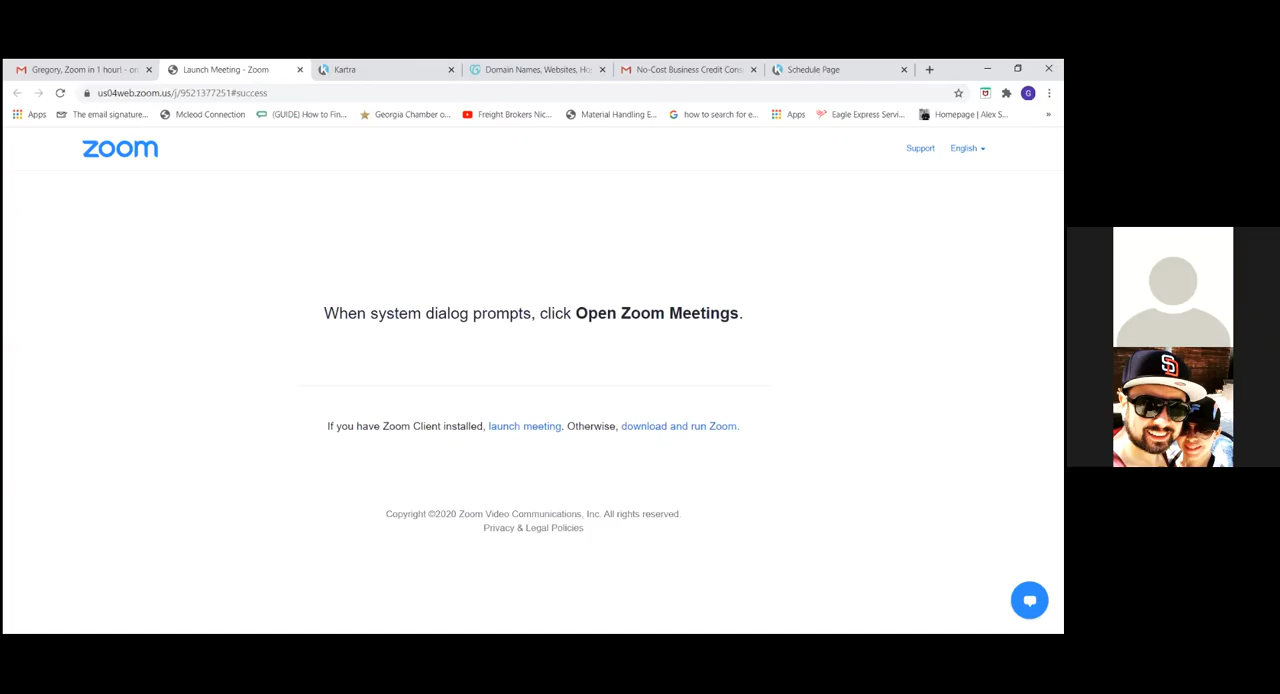 Gregory, Zoom in 1 hour! - on
Launch Meeting - Zoom
Kartra
Domain Names, Websites, Hos
No-Cost Business Credit Cons
Schedule Page
us04web.zoom.us/j/9521377251#success
G
Apps
The email signature...
Mcleod Connection
(GUIDE) How to Fin...
Georgia Chamber o...
Freight Brokers Nic...
Material Handling E...
how to search for e...
Apps
Eagle Express Servi...
Homepage | Alex S...
»
zoom
Support
English
When system dialog prompts, click Open Zoom Meetings.
If you have Zoom Client installed, launch meeting. Otherwise, download and run Zoom.
Copyright ©2020 Zoom Video Communications, Inc. All rights reserved.
Privacy & Legal Policies
SD